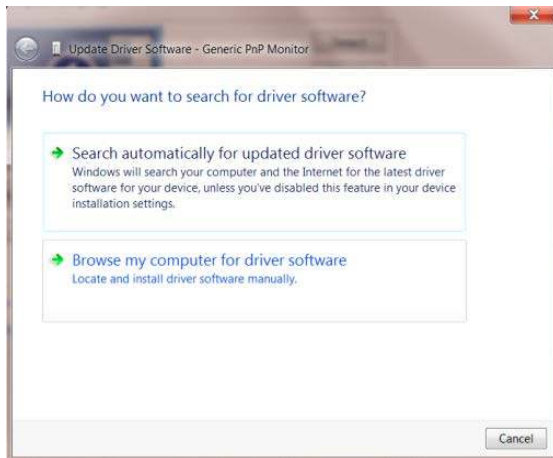 Update Driver Software - Generic PnP Monitor
How do you want to search for driver software?
Search automatically for updated driver software
Windows will search your computer and the Internet for the latest driver
software for your device, unless you've disabled this feature in your device
installation settings.
Browse my computer for driver software
Locate and install driver software manually.
Cancel